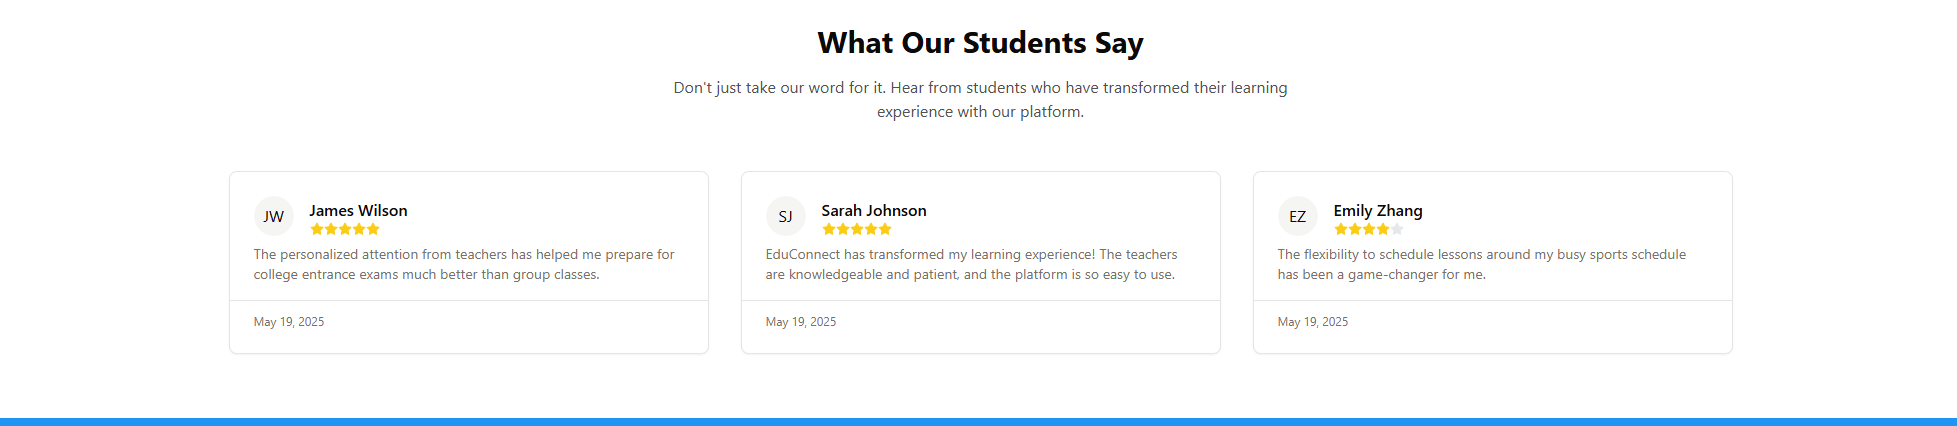 What Our Students Say
Don't just take our word for it. Hear from students who have transformed their learning
experience with our platform.
JW
James Wilson
The personalized attention from teachers has helped me prepare for
college entrance exams much better than group classes.
May 19, 2025
SJ
Sarah Johnson
EduConnect has transformed my learning experience! The teachers
are knowledgeable and patient, and the platform is so easy to use.
May 19, 2025
EZ
Emily Zhang
The flexibility to schedule lessons around my busy sports schedule
has been a game-changer for me.
May 19, 2025